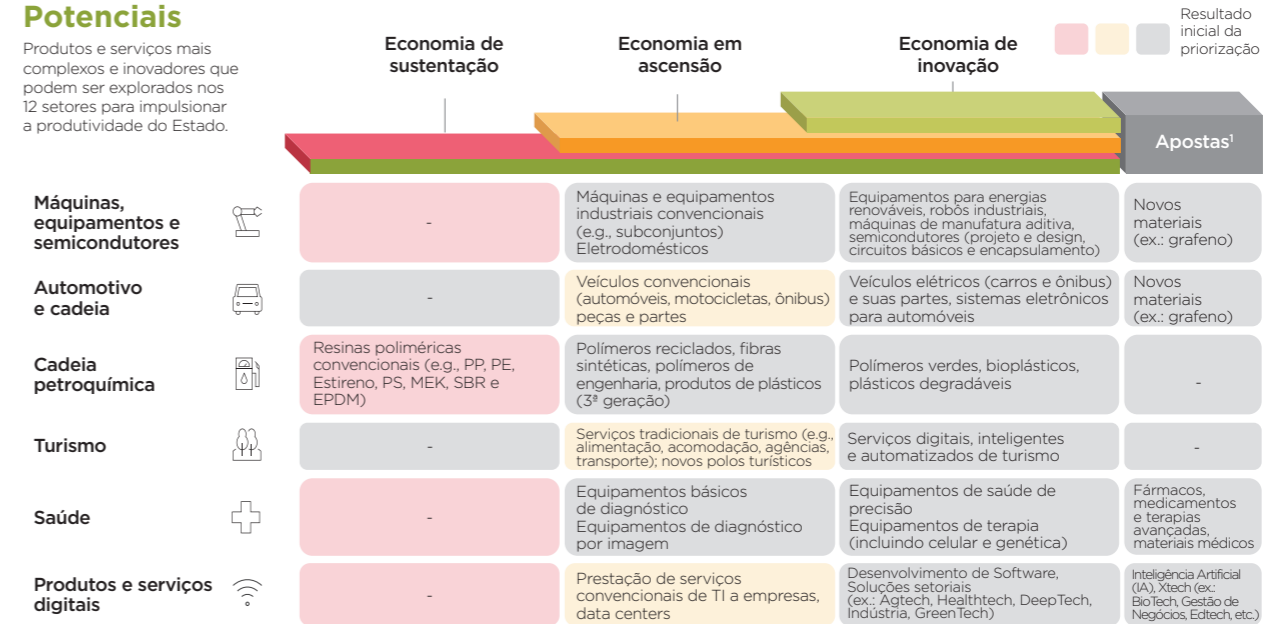 Potenciais
Produtos e serviços mais
complexos e inovadores que
podem ser explorados nos
12 setores para impulsionar
a produtividade do Estado.
Economia de
sustentação
Economia em
ascensão
Economia de
inovação
Resultado
inicial da
priorização
Apostas¹
Máquinas,
equipamentos e
semicondutores
-
Máquinas e equipamentos
industriais convencionais
(e.g., subconjuntos)
Eletrodomésticos
Equipamentos para energias
renováveis, robôs industriais,
máquinas de manufatura aditiva,
semicondutores (projeto e design,
circuitos básicos e encapsulamento)
Novos
materiais
(ex.: grafeno)
Automotivo
e cadeia
-
Veículos convencionais
(automóveis, motocicletas, ônibus)
peças e partes
Veículos elétricos (carros e ônibus)
e suas partes, sistemas eletrônicos
para automóveis
Novos
materiais
(ex.: grafeno)
Cadeia
petroquímica
Resinas poliméricas
convencionais (e.g., PP, PE,
Estireno, PS, MEK, SBR e
EPDM)
Polímeros reciclados, fibras
sintéticas, polímeros de
engenharia, produtos de plásticos
(3ª geração)
Polímeros verdes, bioplásticos,
plásticos degradáveis
-
Turismo
-
Serviços tradicionais de turismo (e.g.,
alimentação, acomodação, agências,
transporte); novos polos turísticos
Serviços digitais, inteligentes
e automatizados de turismo
-
Saúde
-
Equipamentos básicos
de diagnóstico
Equipamentos de diagnóstico
por imagem
Equipamentos de saúde de
precisão
Equipamentos de terapia
(incluindo celular e genética)
Fármacos,
medicamentos
e terapias
avançadas,
materiais médicos
Produtos e serviços
digitais
-
Prestação de serviços
convencionais de TI a empresas,
data centers
Desenvolvimento de Software,
Soluções setoriais
(ex.: Agtech, Healthtech, DeepTech,
Indústria, GreenTech)
Inteligência Artificial
(IA), Xtech (ex.:
BioTech, Gestão de
Negócios, Edtech, etc.)